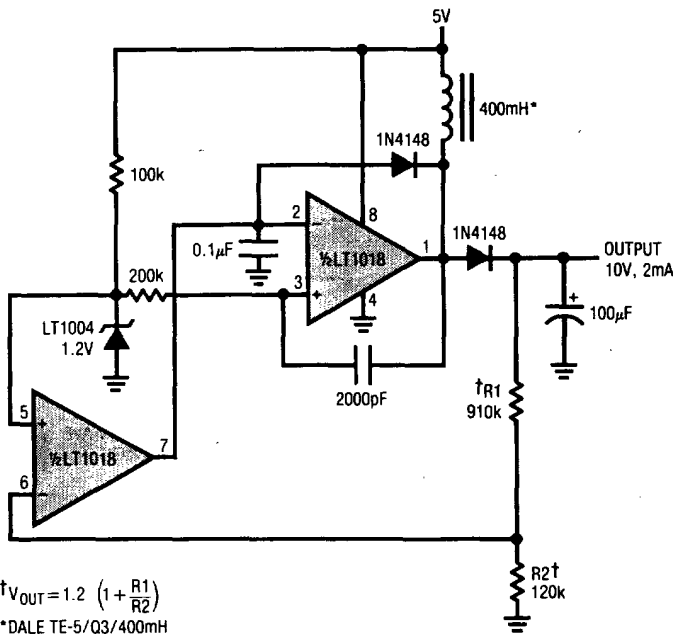 5V
400mH*
1N4148
100k
2
8
1N4148
0.1µF
½LT1018
1
OUTPUT
10V, 2mA
200k
3
4
LT1004
1.2V
100µF
+
2000pF
†R1
910k
5
7
½LT1018
6
R2†
120k
†VOUT = 1.2 (1 + R1/R2)
*DALE TE-5/Q3/400mH